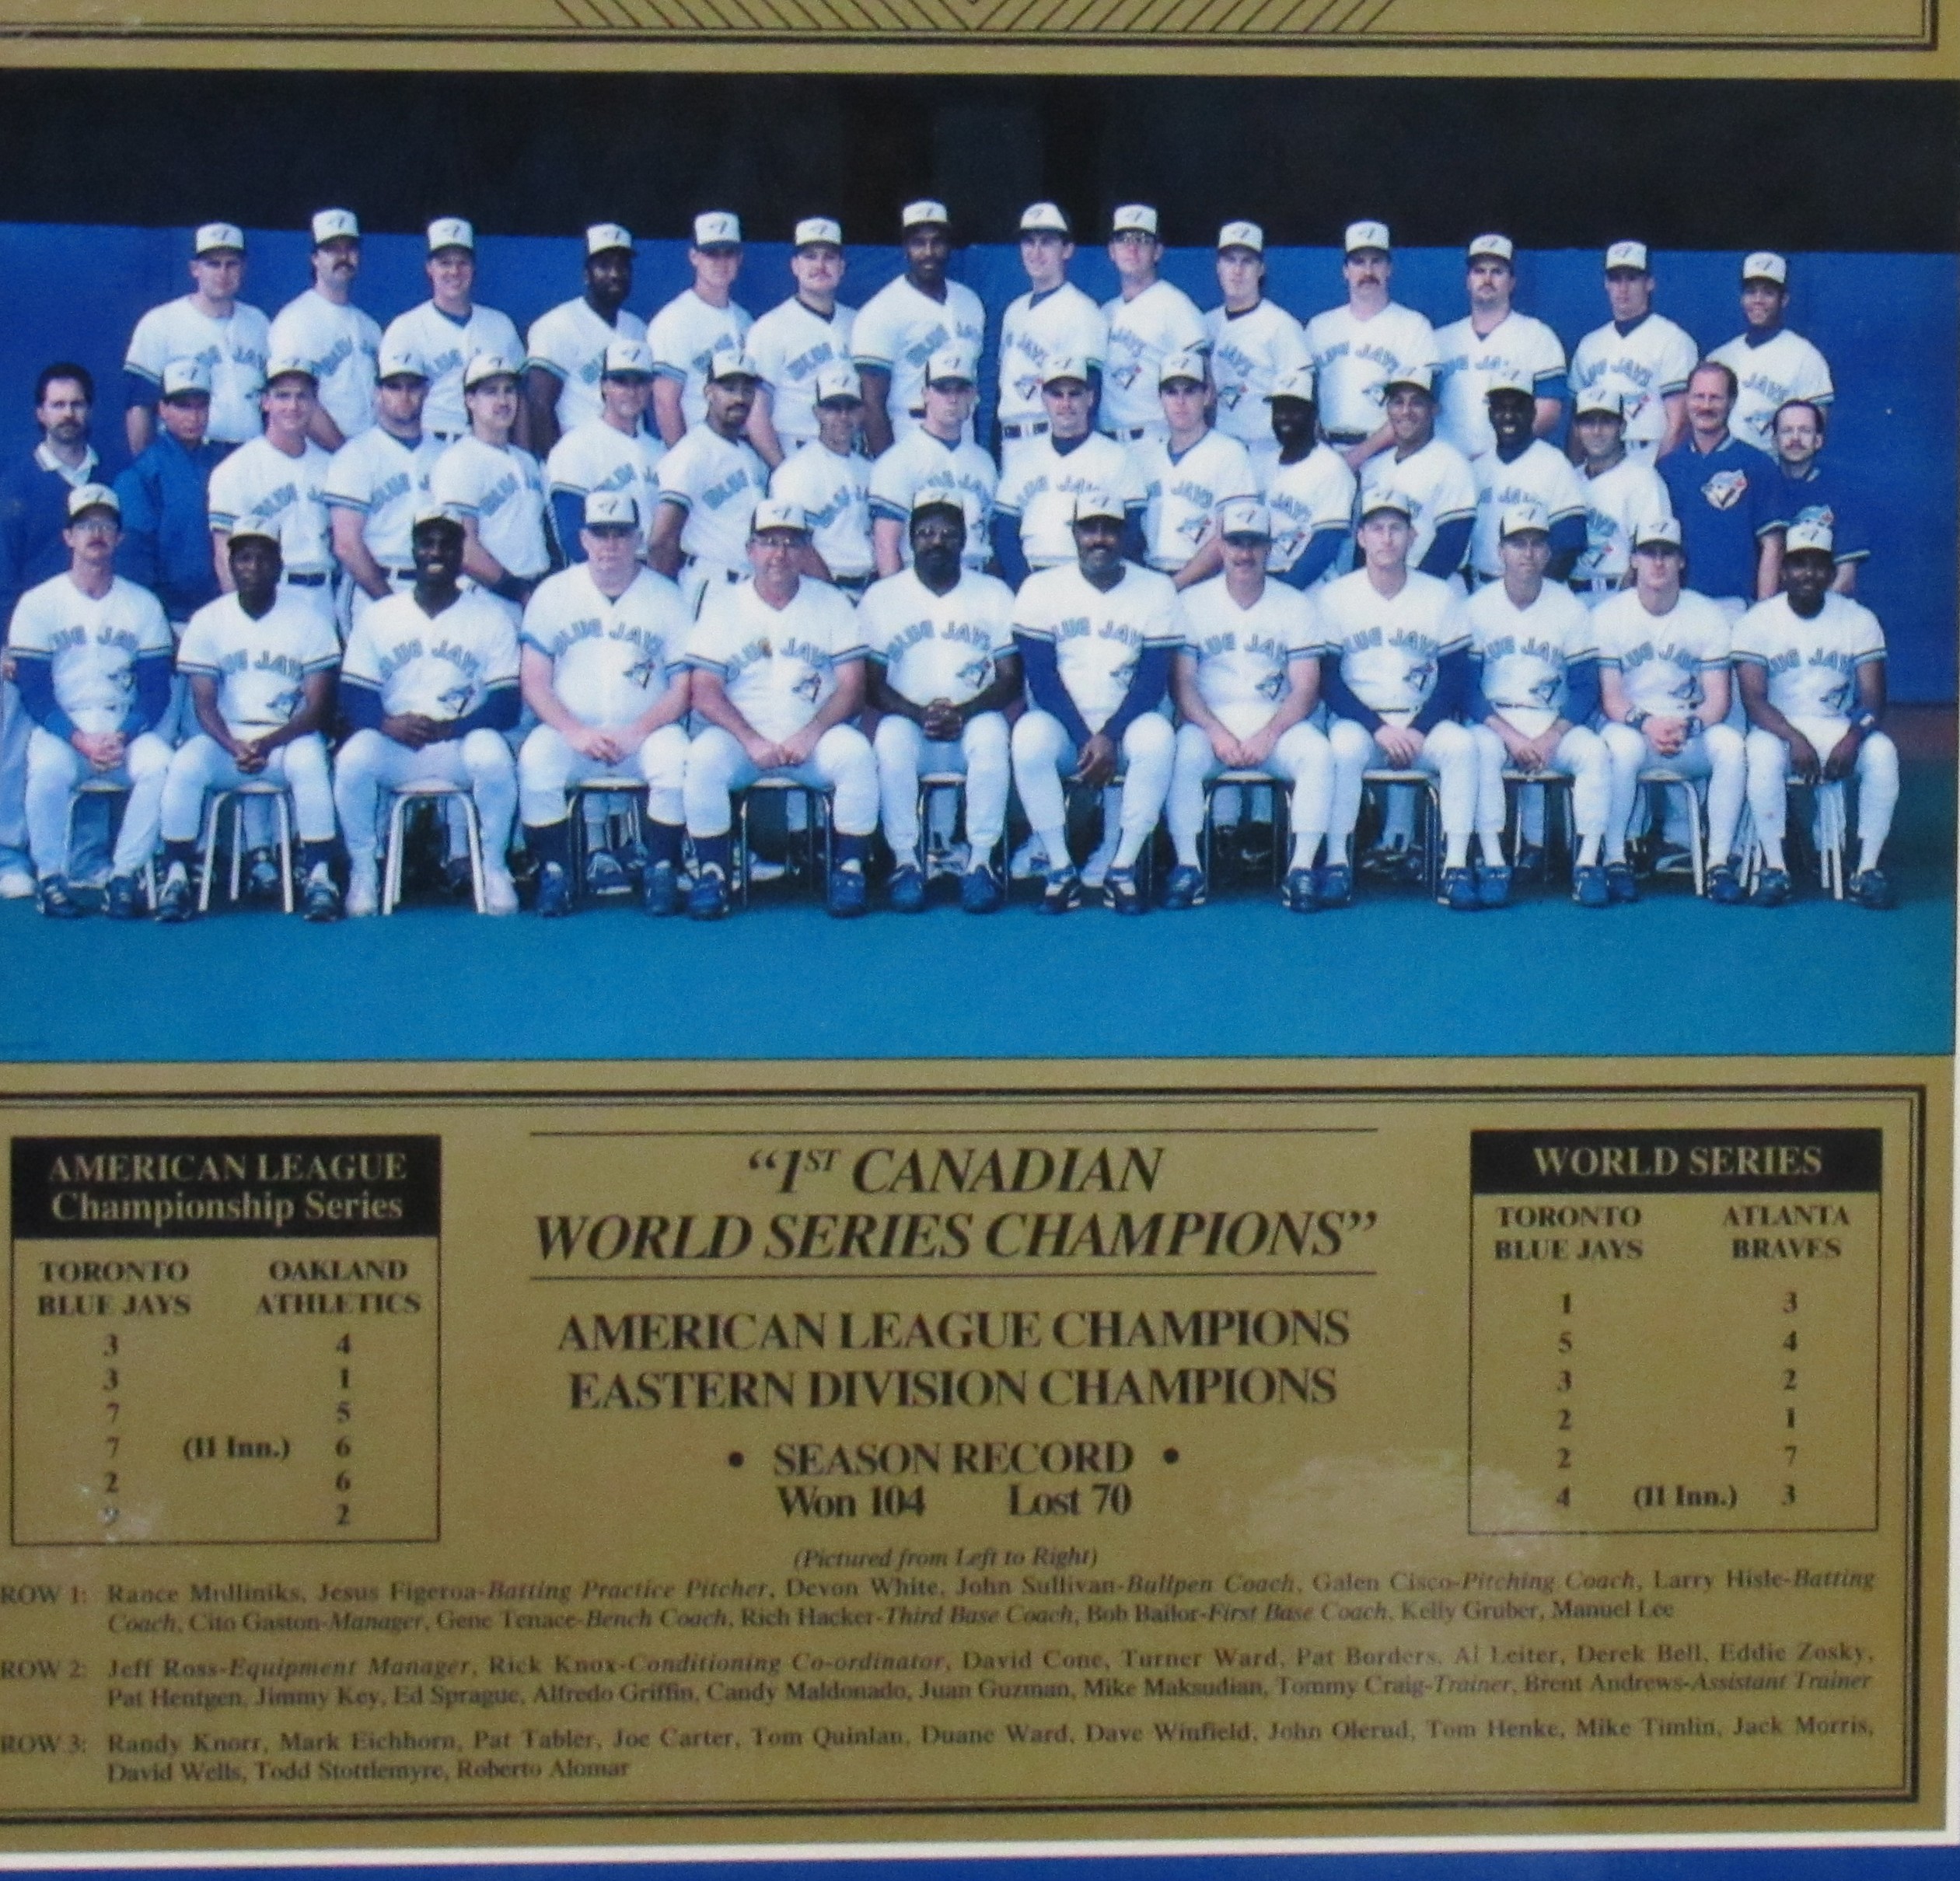 AMERICAN LEAGUE
Championship Series
TORONTO OAKLAND
BLUE JAYS ATHLETICS
3 4
3 1
7 5
7 (11 Inn.) 6
2 6
9 2
"1ST CANADIAN
WORLD SERIES CHAMPIONS"
AMERICAN LEAGUE CHAMPIONS
EASTERN DIVISION CHAMPIONS
• SEASON RECORD •
Won 104 Lost 70
WORLD SERIES
TORONTO ATLANTA
BLUE JAYS BRAVES
1 3
5 4
3 2
2 1
2 7
4 (11 Inn.) 3
(Pictured from Left to Right)
ROW 1: Rance Mulliniks, Jesus Figeroa-Batting Practice Pitcher, Devon White, John Sullivan-Bullpen Coach, Galen Cisco-Pitching Coach, Larry Hisle-Batting
Coach, Cito Gaston-Manager, Gene Tenace-Bench Coach, Rich Hacker-Third Base Coach, Bob Bailor-First Base Coach, Kelly Gruber, Manuel Lee
ROW 2: Jeff Ross-Equipment Manager, Rick Knox-Conditioning Co-ordinator, David Cone, Turner Ward, Pat Borders, Al Leiter, Derek Bell, Eddie Zosky,
Pat Hentgen, Jimmy Key, Ed Sprague, Alfredo Griffin, Candy Maldonado, Juan Guzman, Mike Maksudian, Tommy Craig-Trainer, Brent Andrews-Assistant Trainer
ROW 3: Randy Knorr, Mark Eichhorn, Pat Tabler, Joe Carter, Tom Quinlan, Duane Ward, Dave Winfield, John Olerud, Tom Henke, Mike Timlin, Jack Morris,
David Wells, Todd Stottlemyre, Roberto Alomar